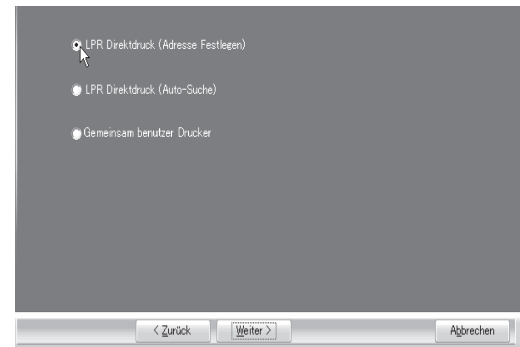 LPR Direktdruck (Adresse Festlegen)
LPR Direktdruck (Auto-Suche)
Gemeinsam benutzer Drucker
< Zurück Weiter > Abbrechen